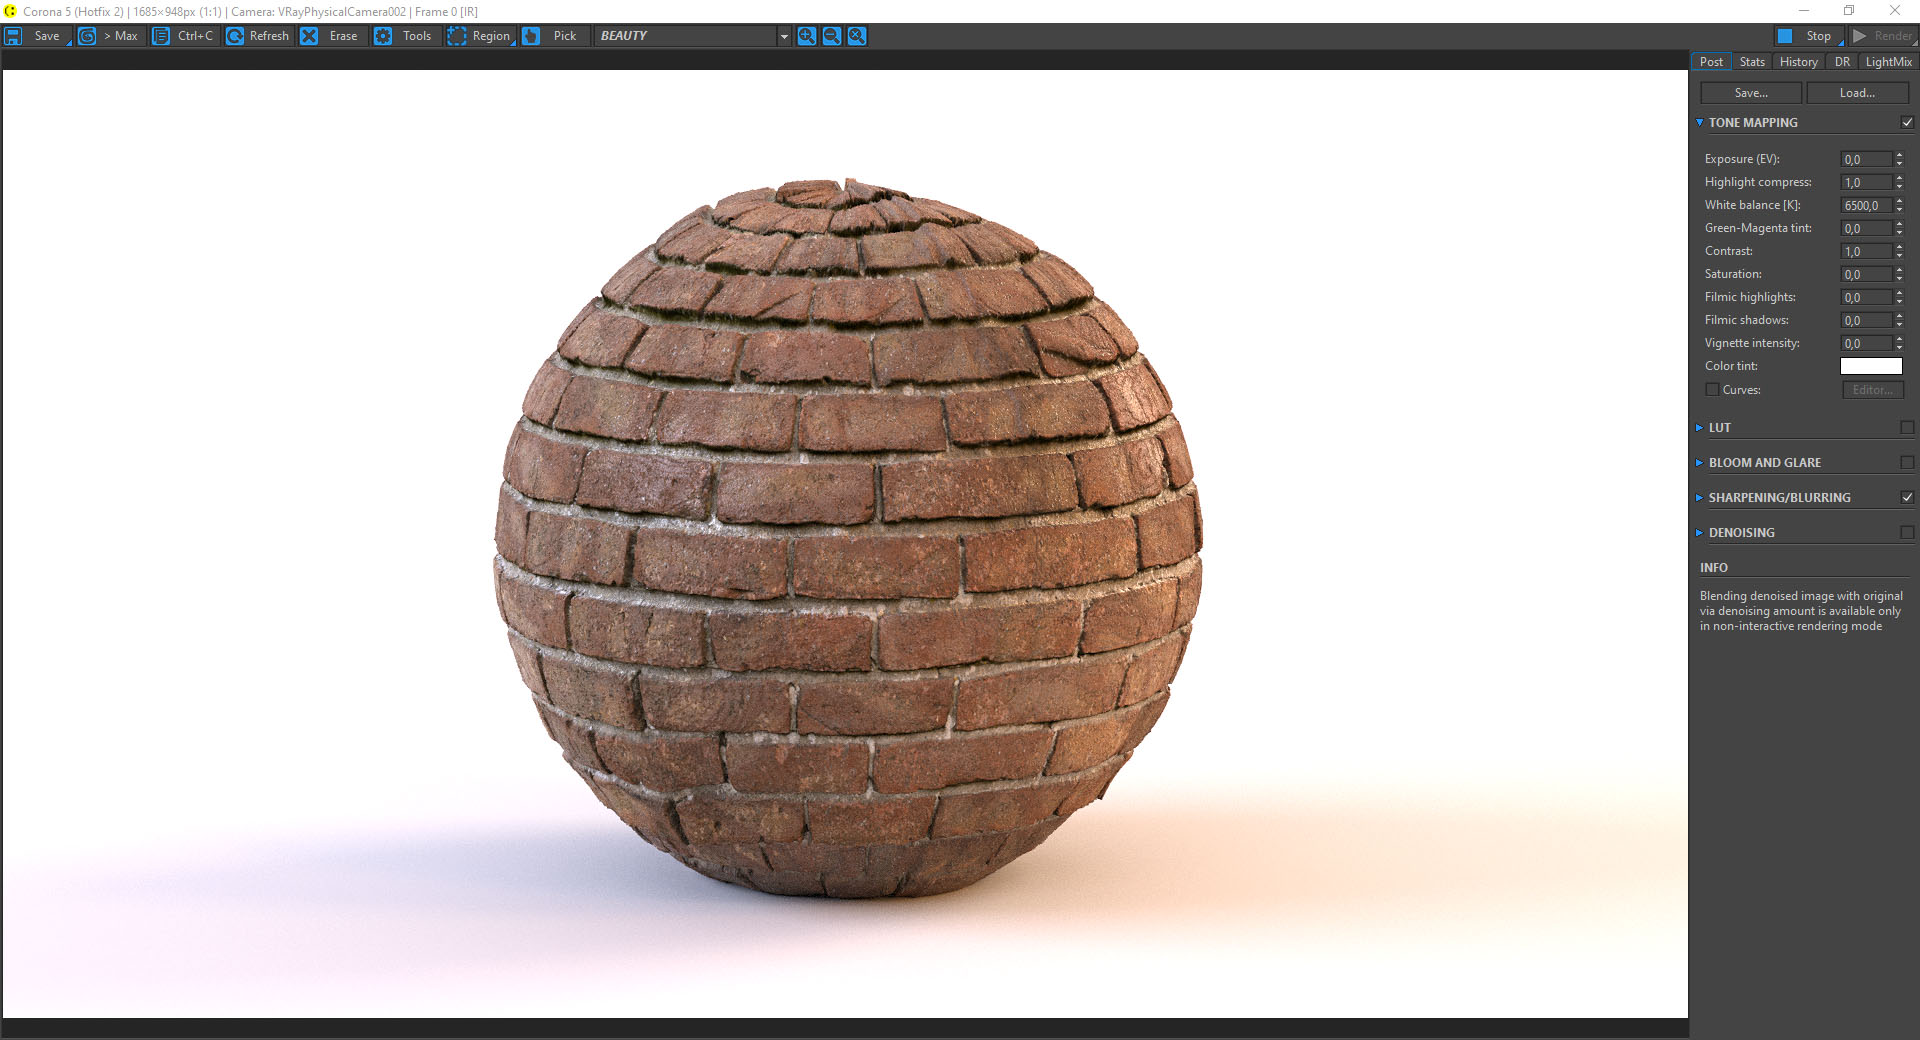 Corona 5 (Hotfix 2) | 1685×948px (1:1) | Camera: VRayPhysicalCamera002 | Frame 0 [IR]
Save > Max Ctrl+C Refresh Erase Tools Region Pick BEAUTY Stop Render
Post Stats History DR LightMix
Save... Load...
TONE MAPPING
Exposure (EV): 0,0
Highlight compress: 1,0
White balance [K]: 6500,0
Green-Magenta tint: 0,0
Contrast: 1,0
Saturation: 0,0
Filmic highlights: 0,0
Filmic shadows: 0,0
Vignette intensity: 0,0
Color tint:
Curves: Editor...
LUT
BLOOM AND GLARE
SHARPENING/BLURRING
DENOISING
INFO
Blending denoised image with original
via denoising amount is available only
in non-interactive rendering mode